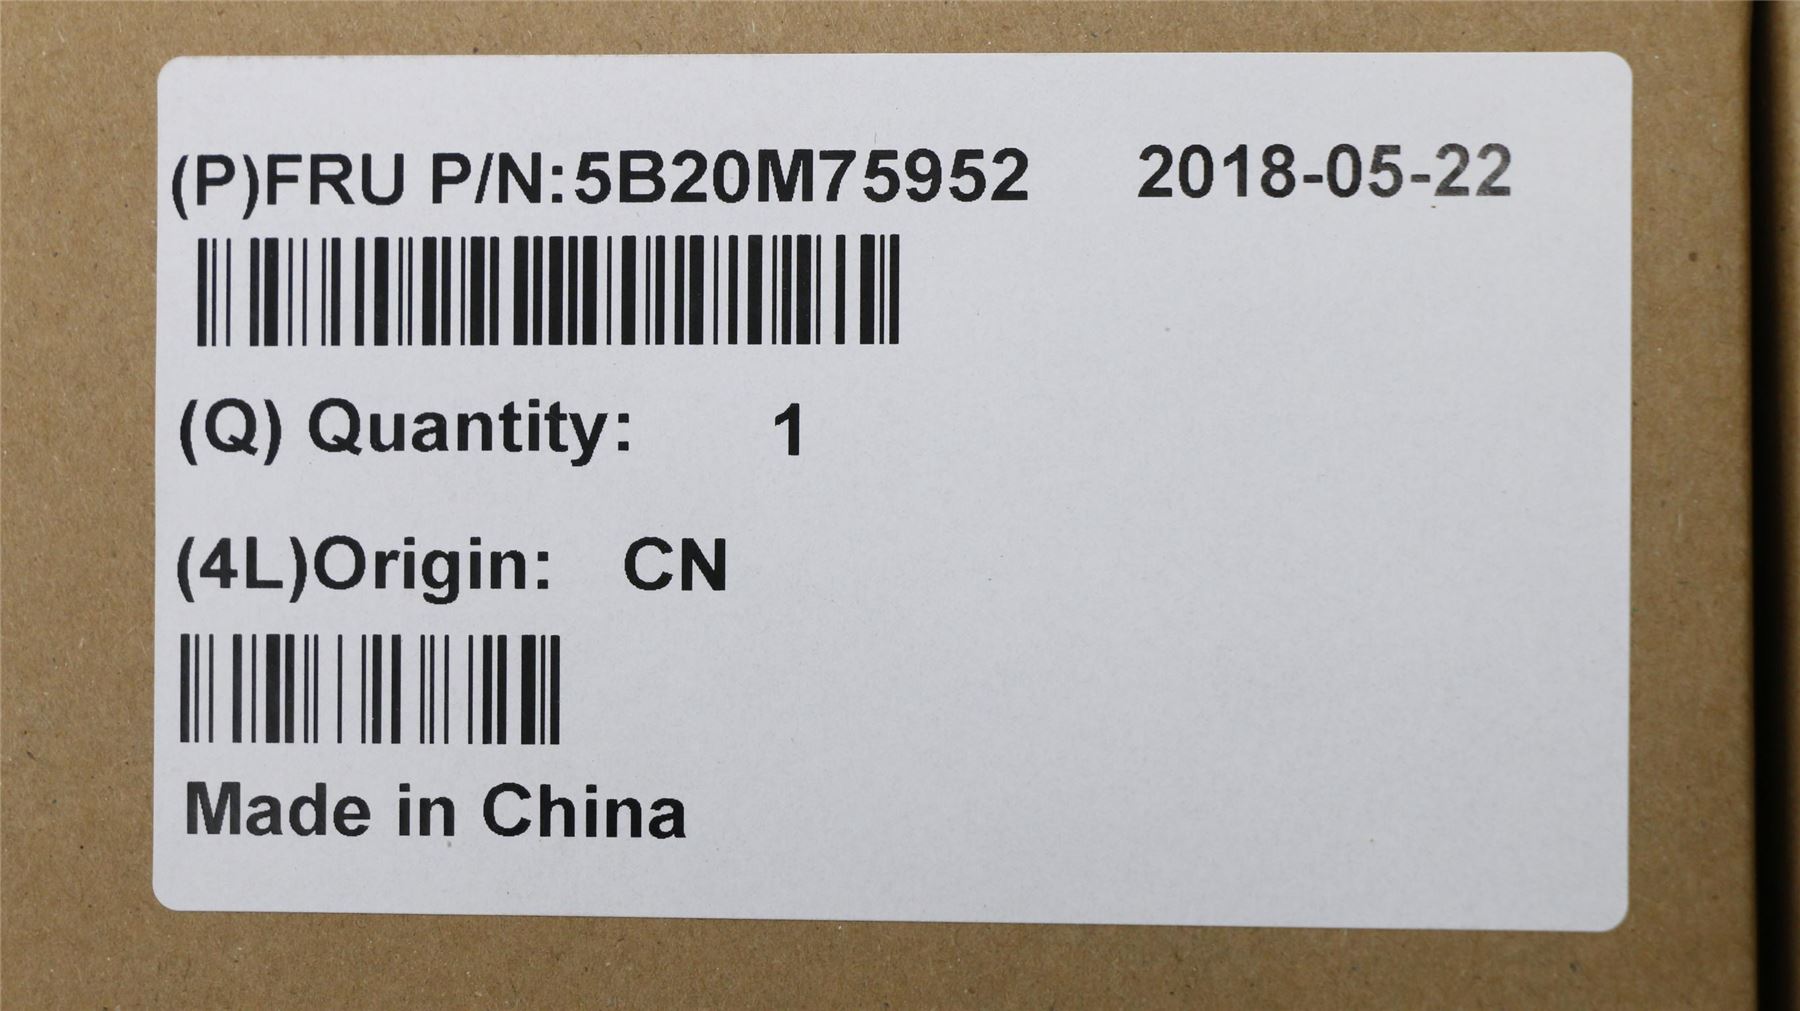 (P)FRU P/N:5B20M75952 2018-05-22
(Q) Quantity: 1
(4L)Origin: CN
Made in China